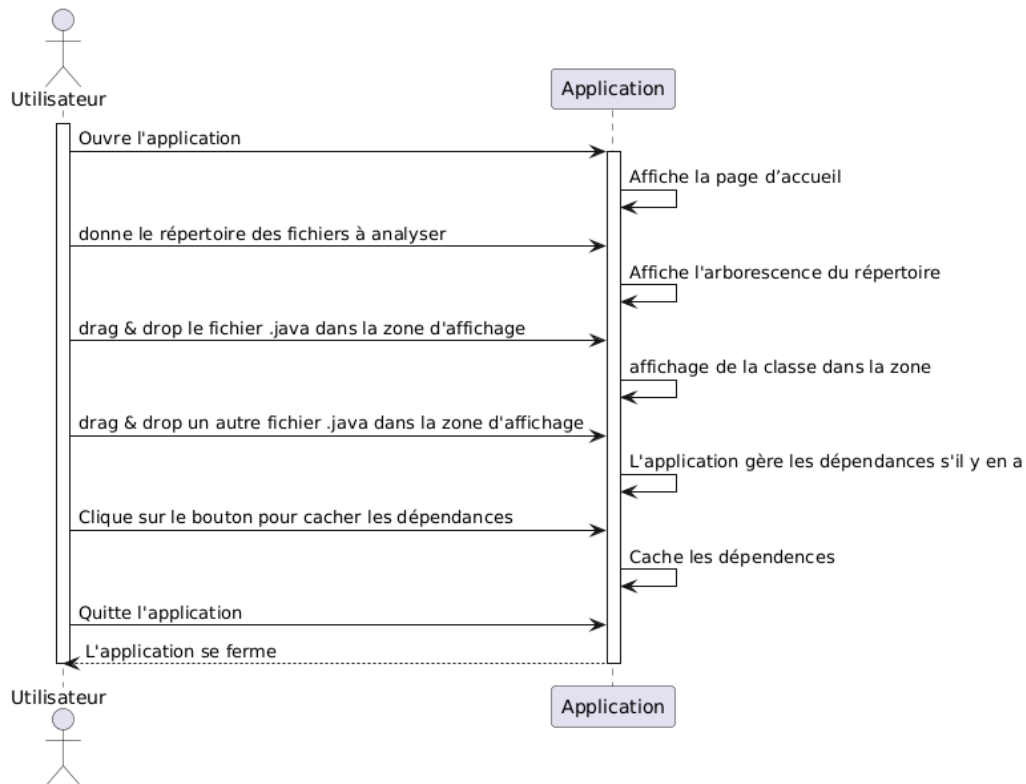 Utilisateur
Application
Ouvre l'application
Affiche la page d’accueil
donne le répertoire des fichiers à analyser
Affiche l'arborescence du répertoire
drag & drop le fichier .java dans la zone d'affichage
affichage de la classe dans la zone
drag & drop un autre fichier .java dans la zone d'affichage
L'application gère les dépendances s'il y en a
Clique sur le bouton pour cacher les dépendances
Cache les dépendences
Quitte l'application
L'application se ferme
Utilisateur
Application